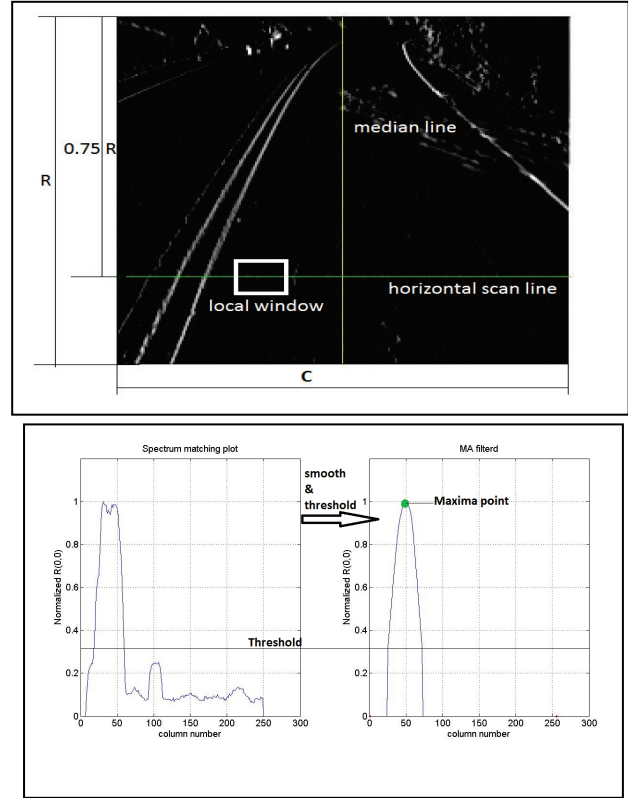 median line
0.75 R
R
horizontal scan line
local window
C
Spectrum matching plot
MA filterd
smooth
&
threshold
Maxima point
Normalized R(0,0)
1
0.8
0.6
0.4
0.2
0
Threshold
0 50 100 150 200 250 300
column number
Normalized R(0,0)
1
0.8
0.6
0.4
0.2
0
0 50 100 150 200 250 300
column number